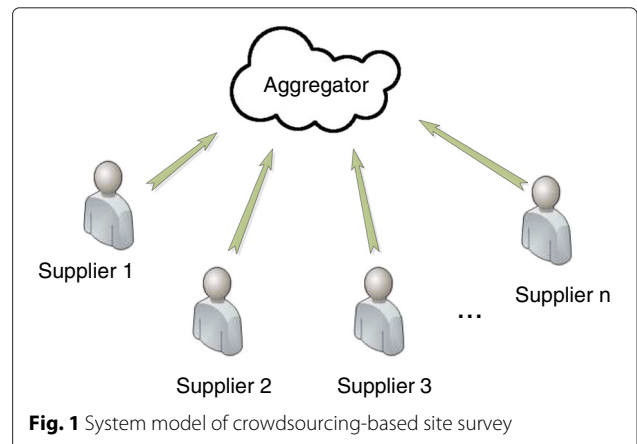 Aggregator
Supplier 1
Supplier n
...
Supplier 2
Supplier 3
Fig. 1 System model of crowdsourcing-based site survey